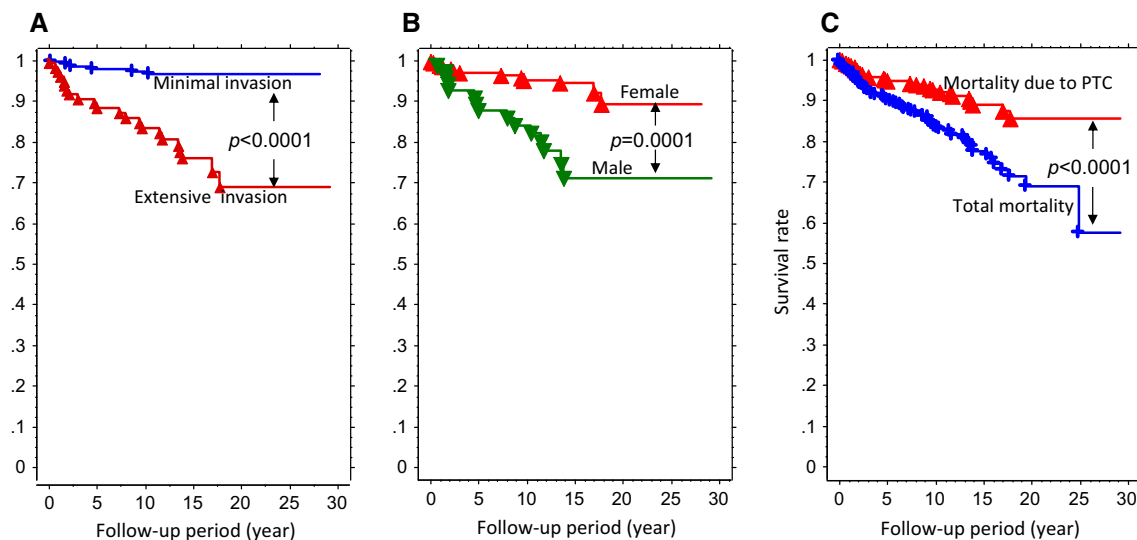 A
1
.9
.8
.7
.6
.5
.4
.3
.2
.1
0
Minimal invasion
p<0.0001
Extensive invasion
0 5 10 15 20 25 30
Follow-up period (year)
B
1
.9
.8
.7
.6
.5
.4
.3
.2
.1
0
Female
p=0.0001
Male
0 5 10 15 20 25 30
Follow-up period (year)
C
Survival rate
1
.9
.8
.7
.6
.5
.4
.3
.2
.1
0
Mortality due to PTC
p<0.0001
Total mortality
0 5 10 15 20 25 30
Follow-up period (year)